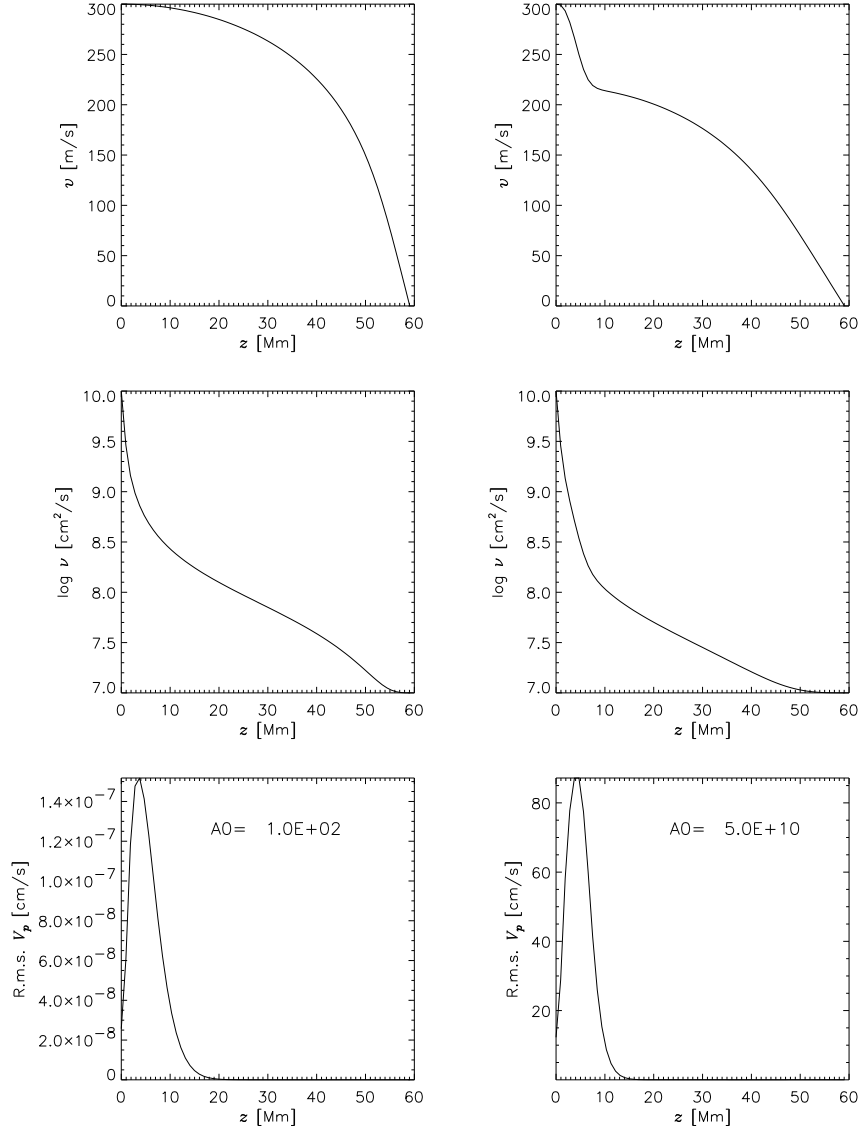 300
250
200
150
100
50
0
v [m/s]
0 10 20 30 40 50 60
z [Mm]
300
250
200
150
100
50
0
v [m/s]
0 10 20 30 40 50 60
z [Mm]
10.0
9.5
9.0
8.5
8.0
7.5
7.0
log ν [cm²/s]
0 10 20 30 40 50 60
z [Mm]
10.0
9.5
9.0
8.5
8.0
7.5
7.0
log ν [cm²/s]
0 10 20 30 40 50 60
z [Mm]
1.4×10⁻⁷
1.2×10⁻⁷
1.0×10⁻⁷
8.0×10⁻⁸
6.0×10⁻⁸
4.0×10⁻⁸
2.0×10⁻⁸
0
R.m.s. Vₚ [cm/s]
A0= 1.0E+02
0 10 20 30 40 50 60
z [Mm]
80
60
40
20
R.m.s. Vₚ [cm/s]
A0= 5.0E+10
0 10 20 30 40 50 60
z [Mm]